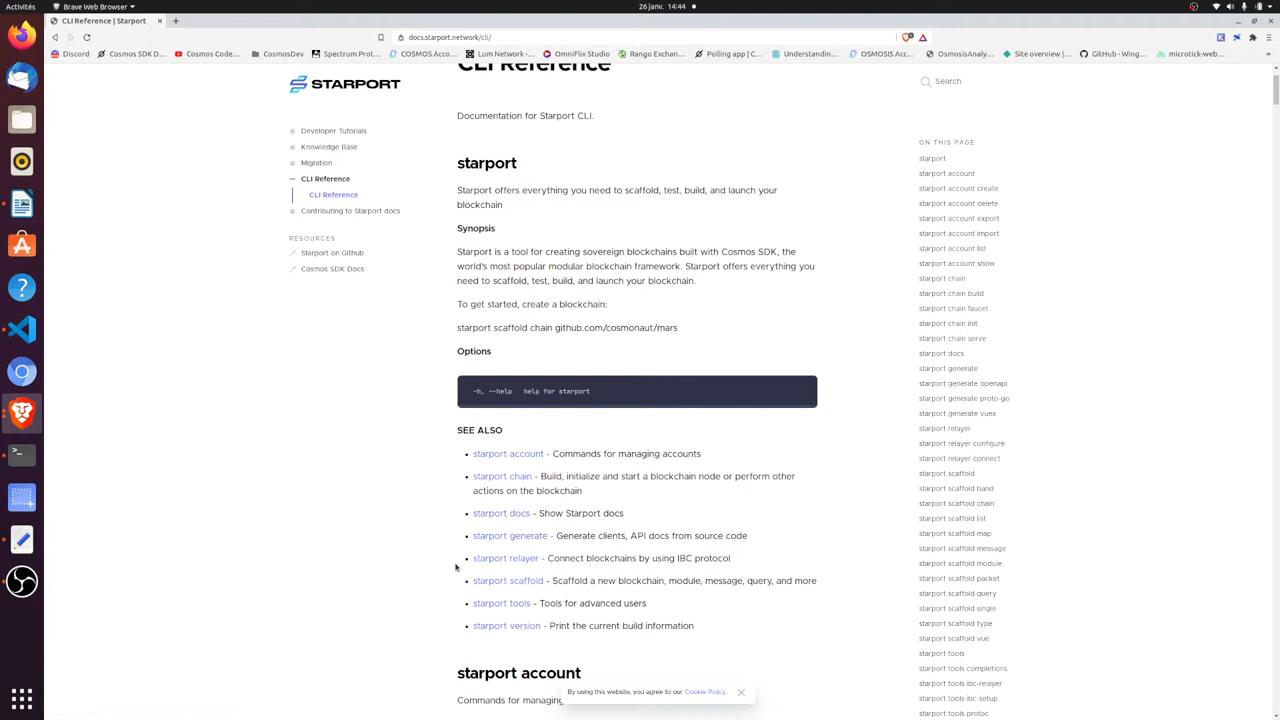 Activités
Brave Web Browser
26 janv. 14:44
CLI Reference | Starport
docs.starport.network/cli/
Discord
Cosmos SDK D...
Cosmos Code...
CosmosDev
Spectrum Prot...
COSMOS Acco...
Lum Network -...
OmniFlix Studio
Rango Exchan...
Polling app | C...
Understandin...
OSMOSIS Acc...
OsmosisAnaly...
Site overview |...
GitHub - Wing...
microtick-web...
CLI Reference
STARPORT
Search
Developer Tutorials
Knowledge Base
Migration
CLI Reference
CLI Reference
Contributing to Starport docs
RESOURCES
Starport on Github
Cosmos SDK Docs
Documentation for Starport CLI.
starport
Starport offers everything you need to scaffold, test, build, and launch your
blockchain
Synopsis
Starport is a tool for creating sovereign blockchains built with Cosmos SDK, the
world's most popular modular blockchain framework. Starport offers everything you
need to scaffold, test, build, and launch your blockchain.
To get started, create a blockchain:
starport scaffold chain github.com/cosmonaut/mars
Options
-h, --help help for starport
SEE ALSO
starport account - Commands for managing accounts
starport chain - Build, initialize and start a blockchain node or perform other
actions on the blockchain
starport docs - Show Starport docs
starport generate - Generate clients, API docs from source code
starport relayer - Connect blockchains by using IBC protocol
starport scaffold - Scaffold a new blockchain, module, message, query, and more
starport tools - Tools for advanced users
starport version - Print the current build information
starport account
Commands for managing
By using this website, you agree to our Cookie Policy.
ON THIS PAGE
starport
starport account
starport account create
starport account delete
starport account export
starport account import
starport account list
starport account show
starport chain
starport chain build
starport chain faucet
starport chain init
starport chain serve
starport docs
starport generate
starport generate openapi
starport generate proto-go
starport generate vuex
starport relayer
starport relayer configure
starport relayer connect
starport scaffold
starport scaffold band
starport scaffold chain
starport scaffold list
starport scaffold map
starport scaffold message
starport scaffold module
starport scaffold packet
starport scaffold query
starport scaffold single
starport scaffold type
starport scaffold vue
starport tools
starport tools completions
starport tools ibc-relayer
starport tools ibc-setup
starport tools protoc